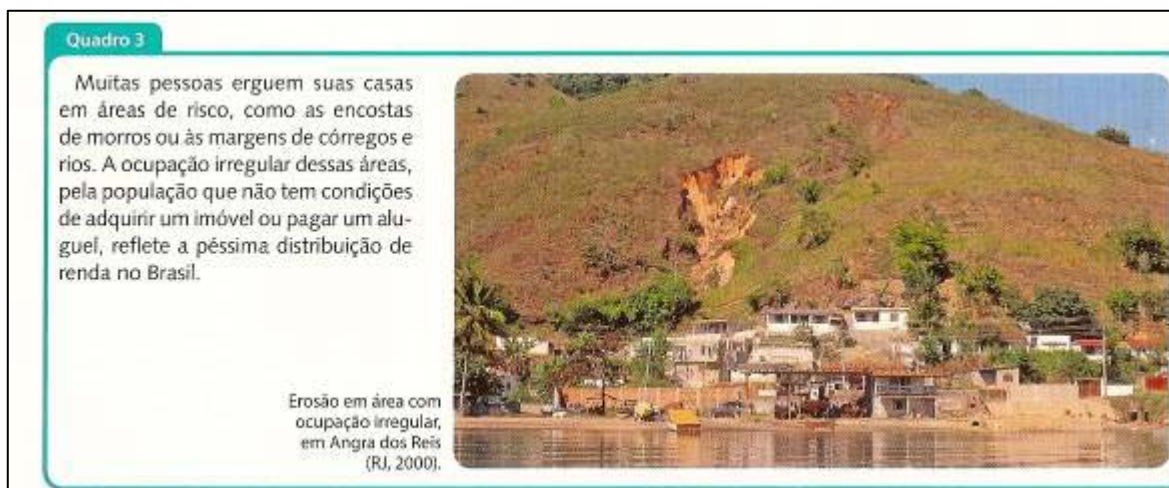 Quadro 3
Muitas pessoas erguem suas casas
em áreas de risco, como as encostas
de morros ou às margens de córregos e
rios. A ocupação irregular dessas áreas,
pela população que não tem condições
de adquirir um imóvel ou pagar um alu-
guel, reflete a péssima distribuição de
renda no Brasil.
Erosão em área com
ocupação irregular,
em Angra dos Reis
(RJ, 2000).